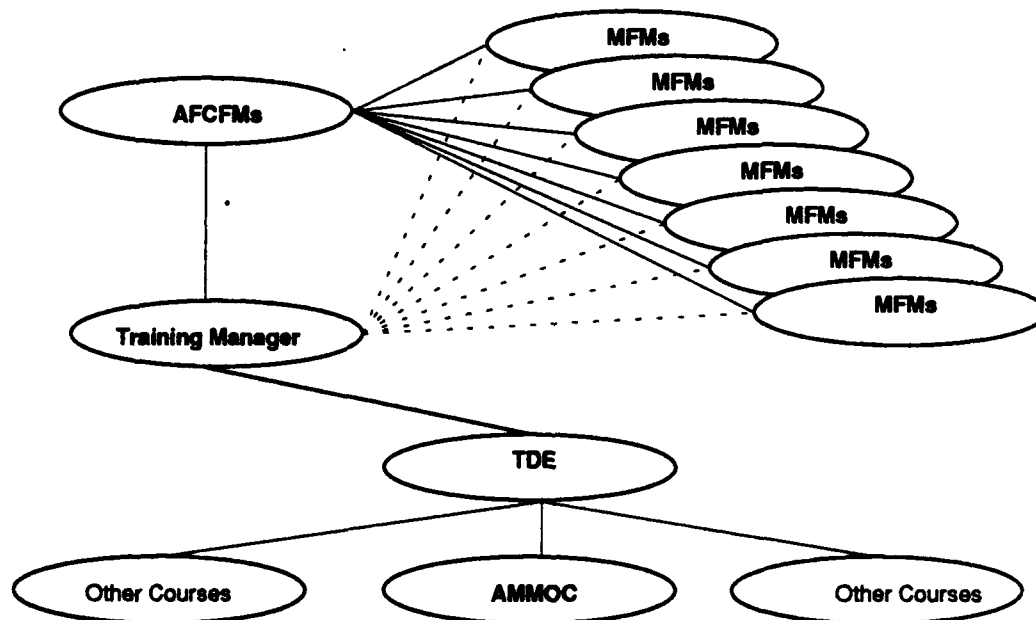 MFMs
MFMs
AFCFMs
MFMs
MFMs
MFMs
MFMs
MFMs
Training Manager
TDE
Other Courses
AMMOC
Other Courses